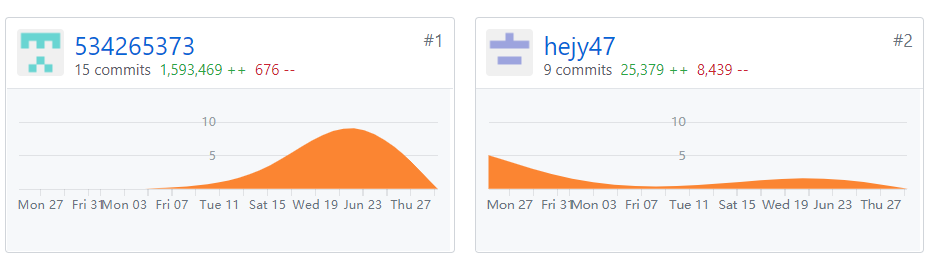 534265373 #1
15 commits 1,593,469 ++ 676 --
10
5
Mon 27 Fri 31 Mon 03 Fri 07 Tue 11 Sat 15 Wed 19 Jun 23 Thu 27
hejy47 #2
9 commits 25,379 ++ 8,439 --
10
5
Mon 27 Fri 31 Mon 03 Fri 07 Tue 11 Sat 15 Wed 19 Jun 23 Thu 27